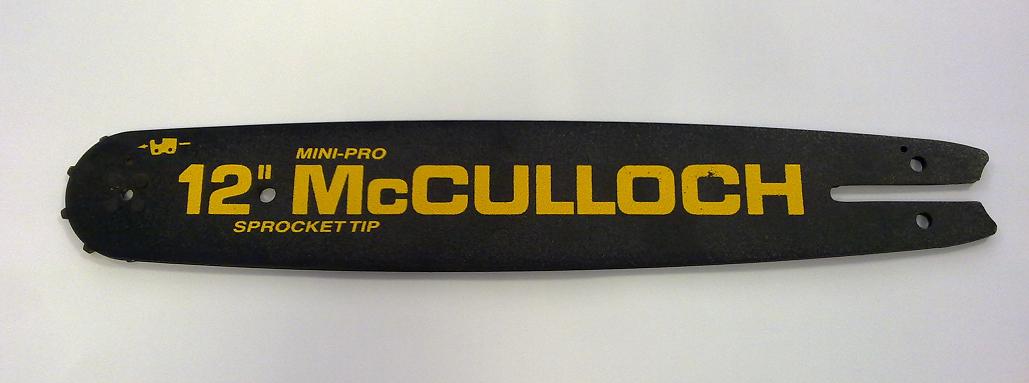 MINI-PRO
12" McCULLOCH
SPROCKET TIP